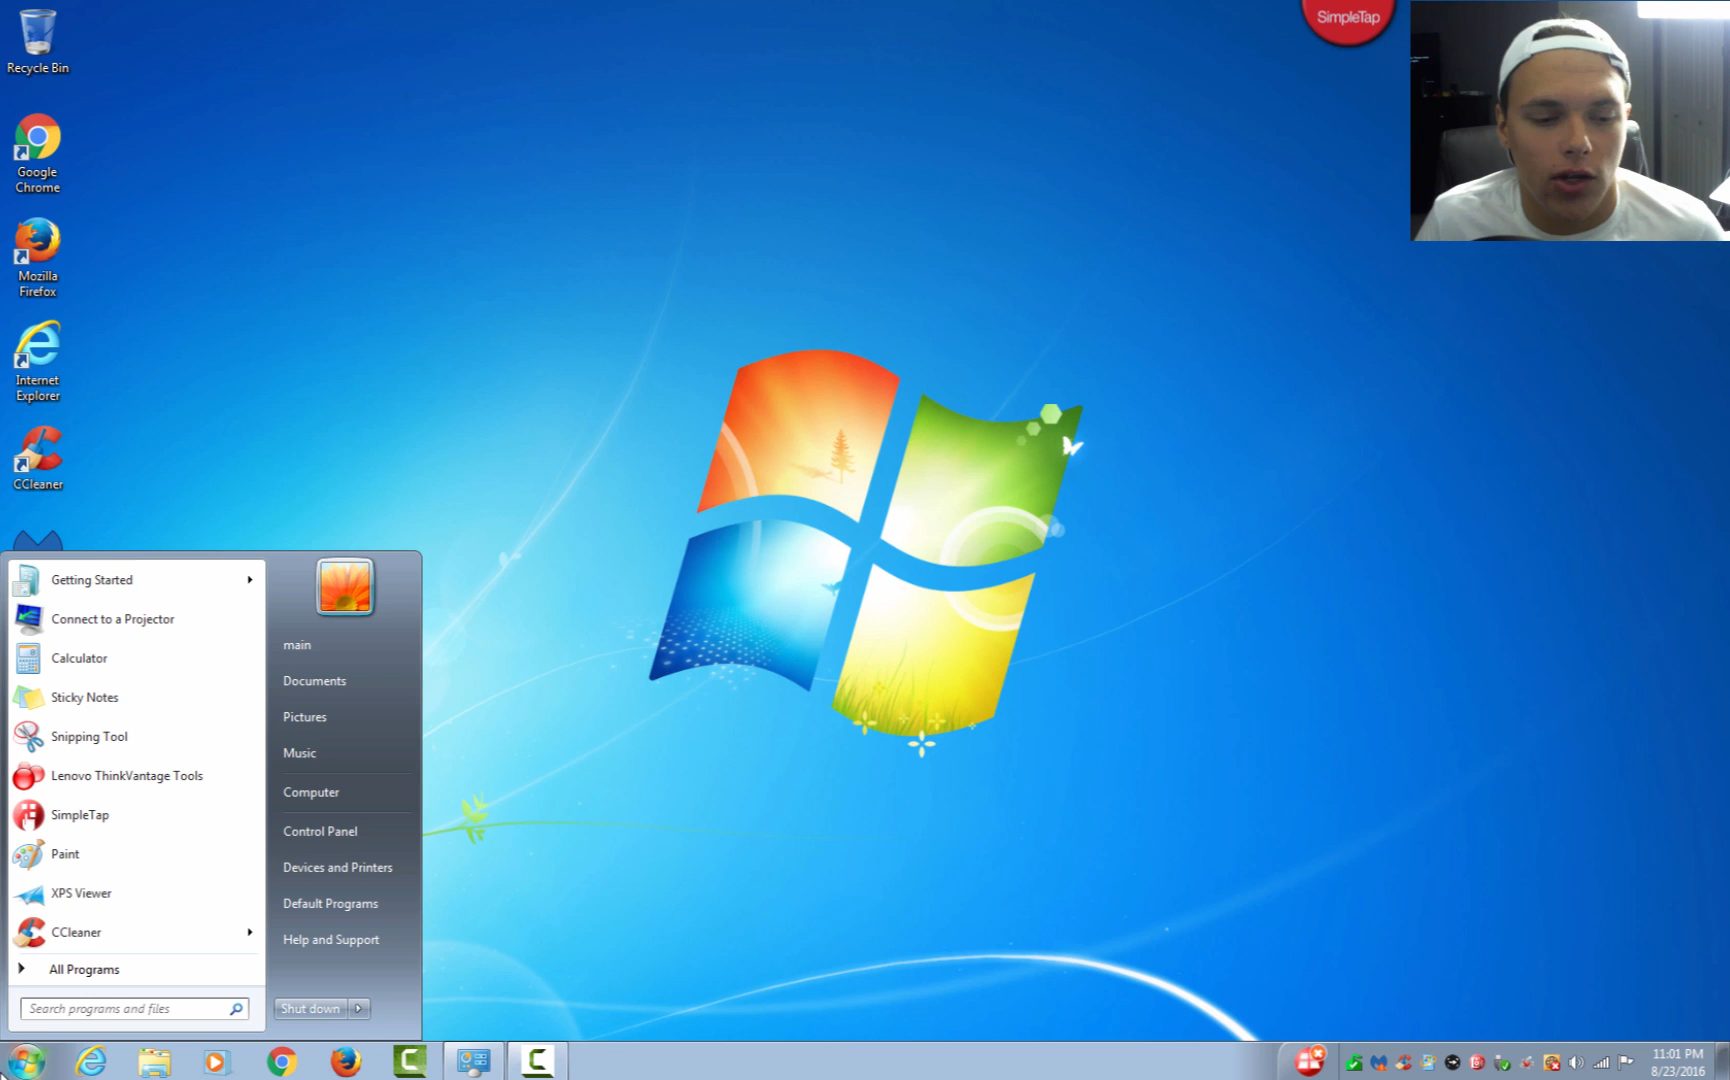 SimpleTap
Recycle Bin
Google
Chrome
Mozilla
Firefox
Internet
Explorer
CCleaner
Getting Started
Connect to a Projector
Calculator
Sticky Notes
Snipping Tool
Lenovo ThinkVantage Tools
SimpleTap
Paint
XPS Viewer
CCleaner
All Programs
Search programs and files
main
Documents
Pictures
Music
Computer
Control Panel
Devices and Printers
Default Programs
Help and Support
Shut down
11:01 PM
8/23/2016